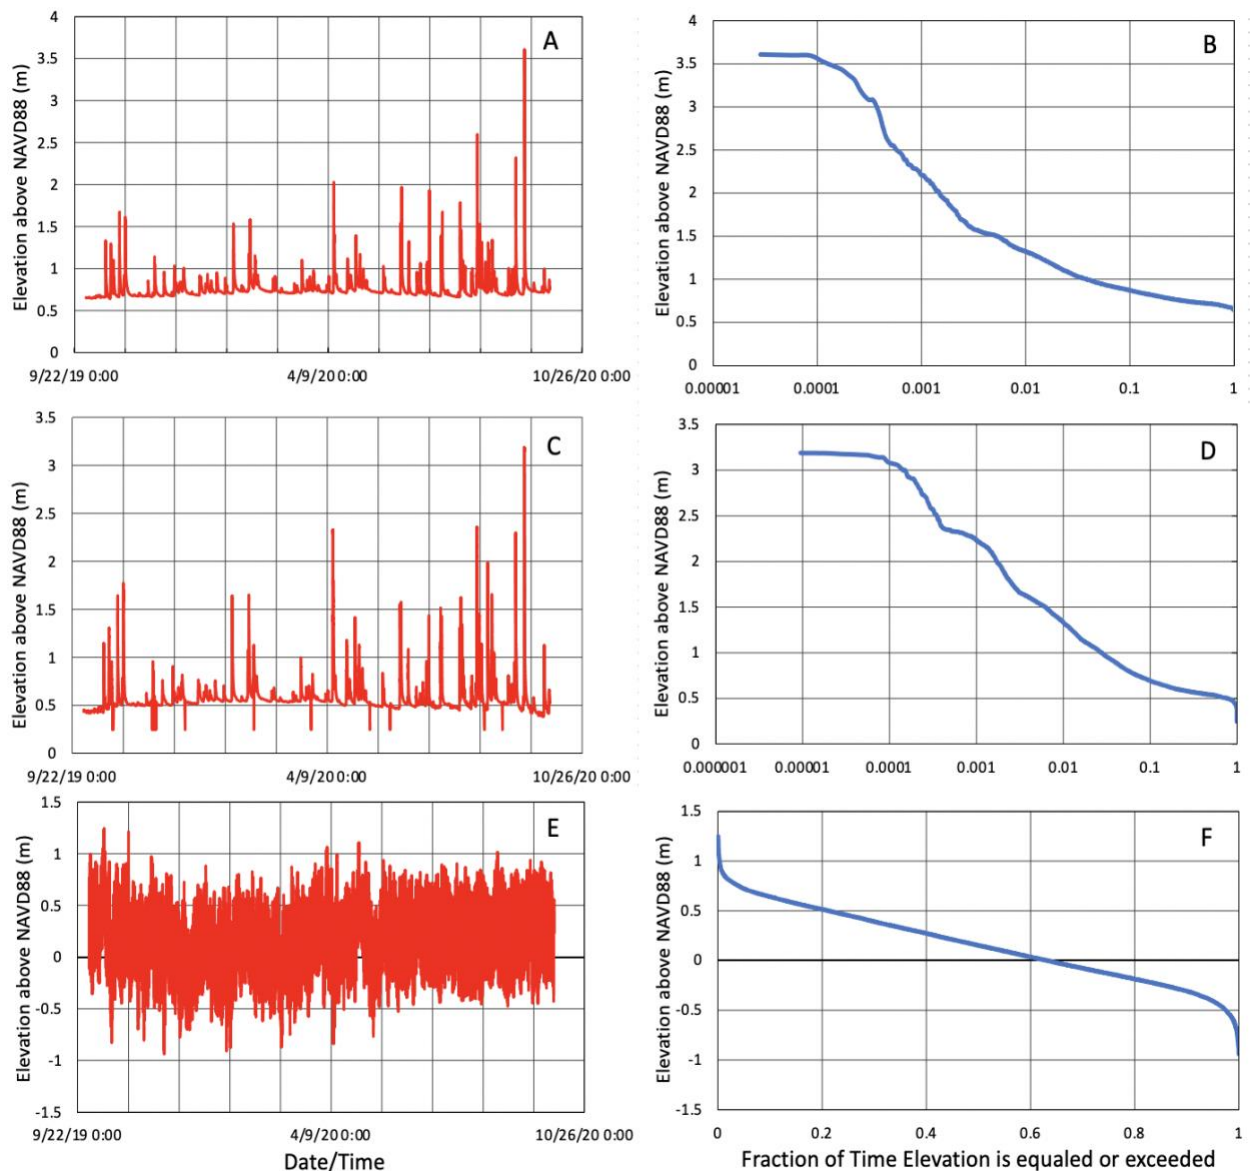 A
Elevation above NAVD88 (m)
4
3.5
3
2.5
2
1.5
1
0.5
0
9/22/19 0:00 4/9/20 0:00 10/26/20 0:00
B
Elevation above NAVD88 (m)
4
3.5
3
2.5
2
1.5
1
0.5
0
0.00001 0.0001 0.001 0.01 0.1 1
C
Elevation above NAVD88 (m)
3.5
3
2.5
2
1.5
1
0.5
0
9/22/19 0:00 4/9/20 0:00 10/26/20 0:00
D
Elevation above NAVD88 (m)
3.5
3
2.5
2
1.5
1
0.5
0
0.000001 0.00001 0.0001 0.001 0.01 0.1 1
E
Elevation above NAVD88 (m)
1.5
1
0.5
0
-0.5
-1
-1.5
9/22/19 0:00 4/9/20 0:00 10/26/20 0:00
Date/Time
F
Elevation above NAVD88 (m)
1.5
1
0.5
0
-0.5
-1
-1.5
0 0.2 0.4 0.6 0.8 1
Fraction of Time Elevation is equaled or exceeded